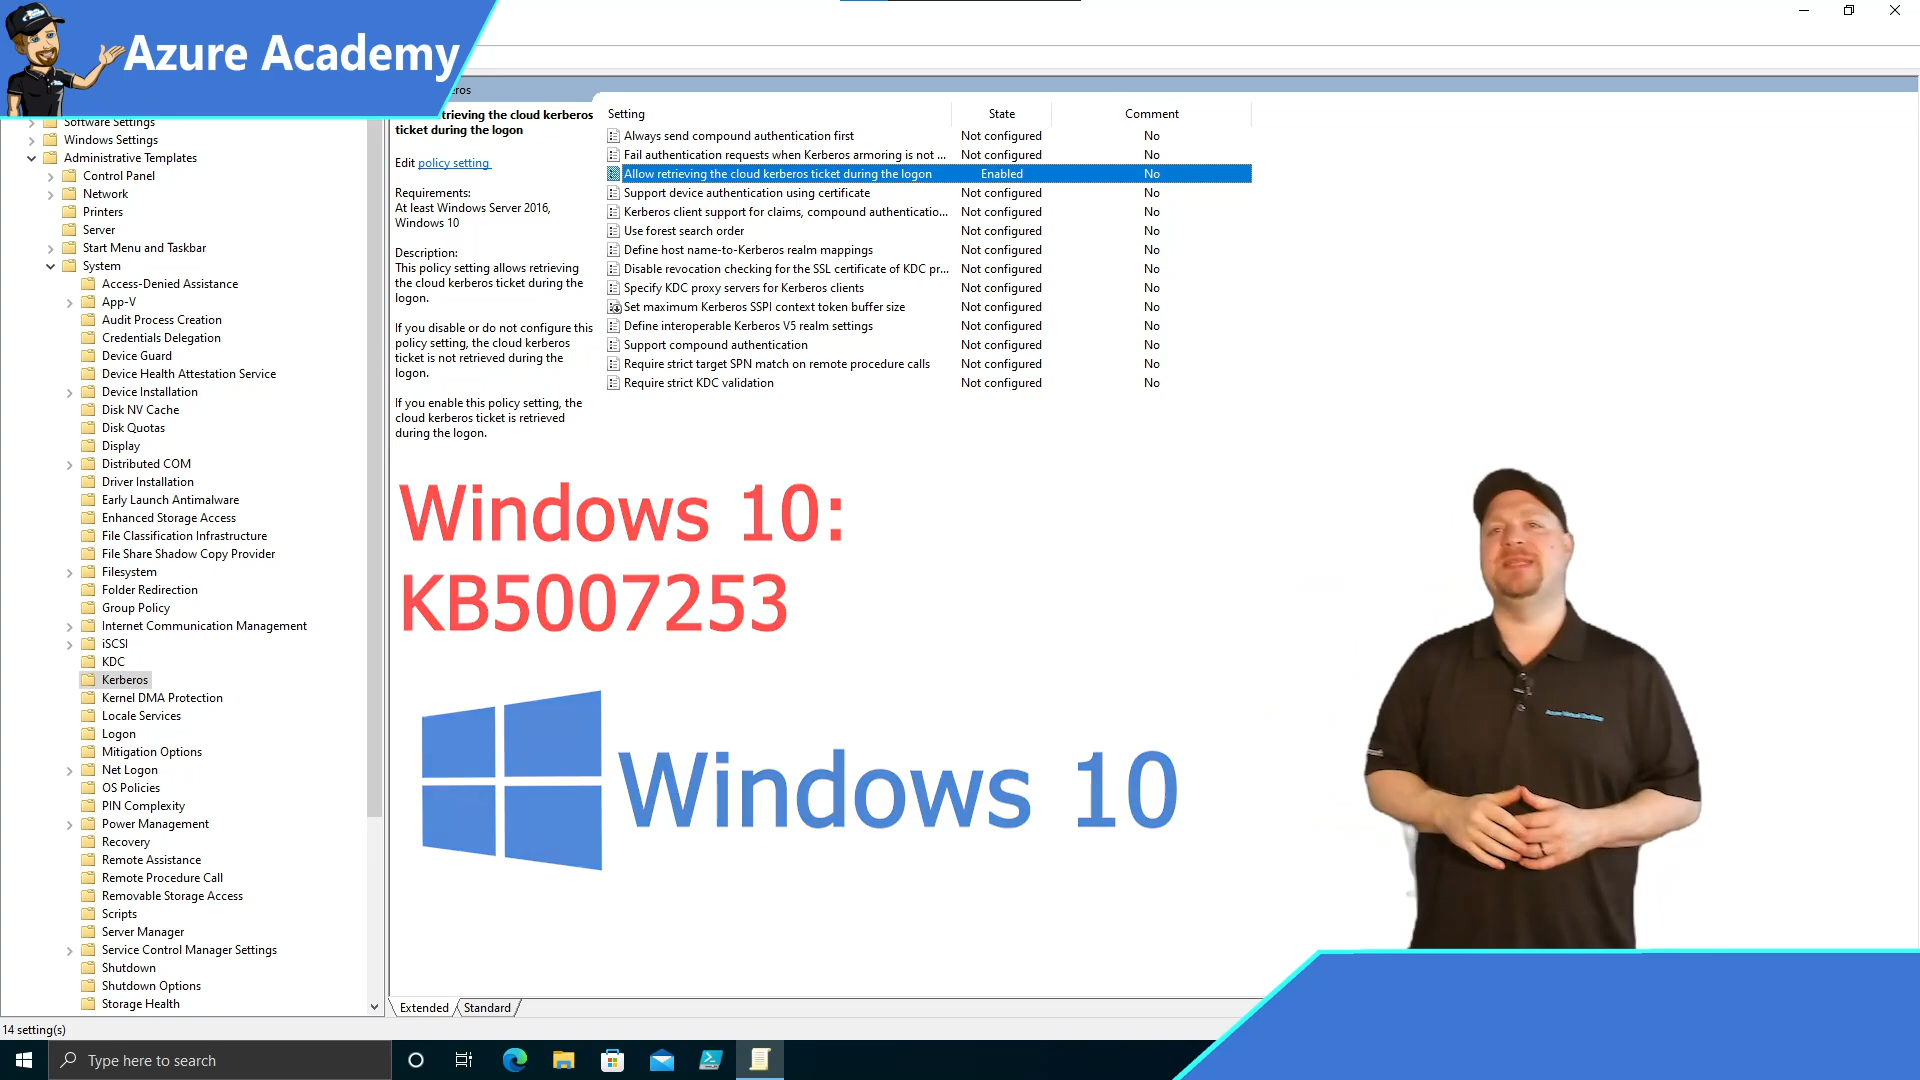 Azure Academy
Software Settings
Windows Settings
Administrative Templates
Control Panel
Network
Printers
Server
Start Menu and Taskbar
System
Access-Denied Assistance
App-V
Audit Process Creation
Credentials Delegation
Device Guard
Device Health Attestation Service
Device Installation
Disk NV Cache
Disk Quotas
Display
Distributed COM
Driver Installation
Early Launch Antimalware
Enhanced Storage Access
File Classification Infrastructure
File Share Shadow Copy Provider
Filesystem
Folder Redirection
Group Policy
Internet Communication Management
iSCSI
KDC
Kerberos
Kernel DMA Protection
Locale Services
Logon
Mitigation Options
Net Logon
OS Policies
PIN Complexity
Power Management
Recovery
Remote Assistance
Remote Procedure Call
Removable Storage Access
Scripts
Server Manager
Service Control Manager Settings
Shutdown
Shutdown Options
Storage Health
14 setting(s)
eros
trieving the cloud kerberos
ticket during the logon
Edit policy setting
Requirements:
At least Windows Server 2016,
Windows 10
Description:
This policy setting allows retrieving
the cloud kerberos ticket during the
logon.
If you disable or do not configure this
policy setting, the cloud kerberos
ticket is not retrieved during the
logon.
If you enable this policy setting, the
cloud kerberos ticket is retrieved
during the logon.
Setting State Comment
Always send compound authentication first Not configured No
Fail authentication requests when Kerberos armoring is not ... Not configured No
Allow retrieving the cloud kerberos ticket during the logon Enabled No
Support device authentication using certificate Not configured No
Kerberos client support for claims, compound authenticatio... Not configured No
Use forest search order Not configured No
Define host name-to-Kerberos realm mappings Not configured No
Disable revocation checking for the SSL certificate of KDC pr... Not configured No
Specify KDC proxy servers for Kerberos clients Not configured No
Set maximum Kerberos SSPI context token buffer size Not configured No
Define interoperable Kerberos V5 realm settings Not configured No
Support compound authentication Not configured No
Require strict target SPN match on remote procedure calls Not configured No
Require strict KDC validation Not configured No
Windows 10:
KB5007253
Windows 10
Azure Virtual Desktop
Extended Standard
Type here to search